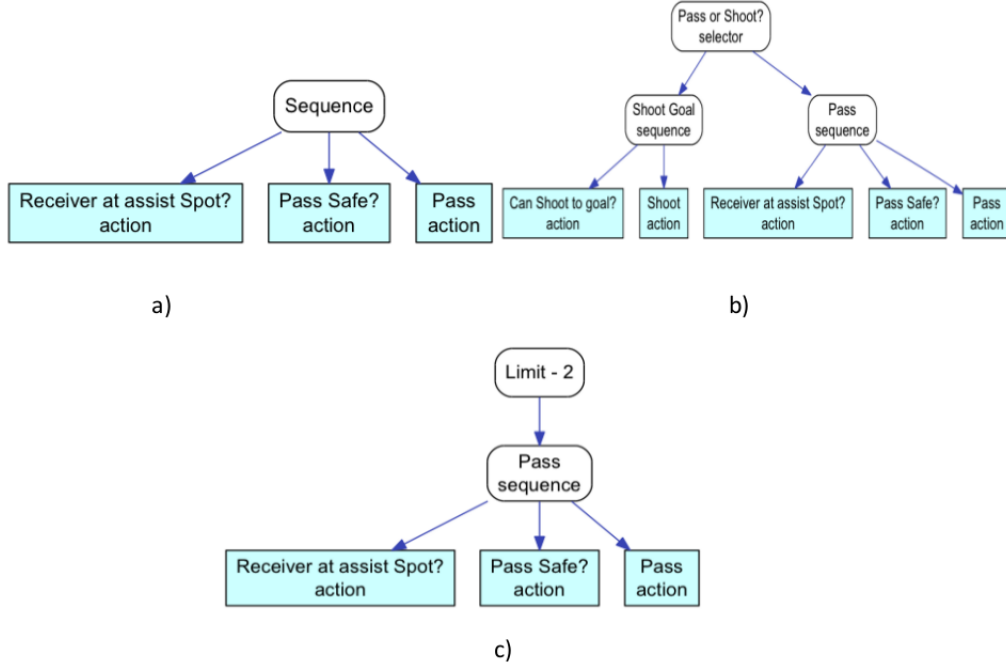 Sequence
Receiver at assist Spot?
action
Pass Safe?
action
Pass
action
a)
Pass or Shoot?
selector
Shoot Goal
sequence
Pass
sequence
Can Shoot to goal?
action
Shoot
action
Receiver at assist Spot?
action
Pass Safe?
action
Pass
action
b)
Limit - 2
Pass
sequence
Receiver at assist Spot?
action
Pass Safe?
action
Pass
action
c)